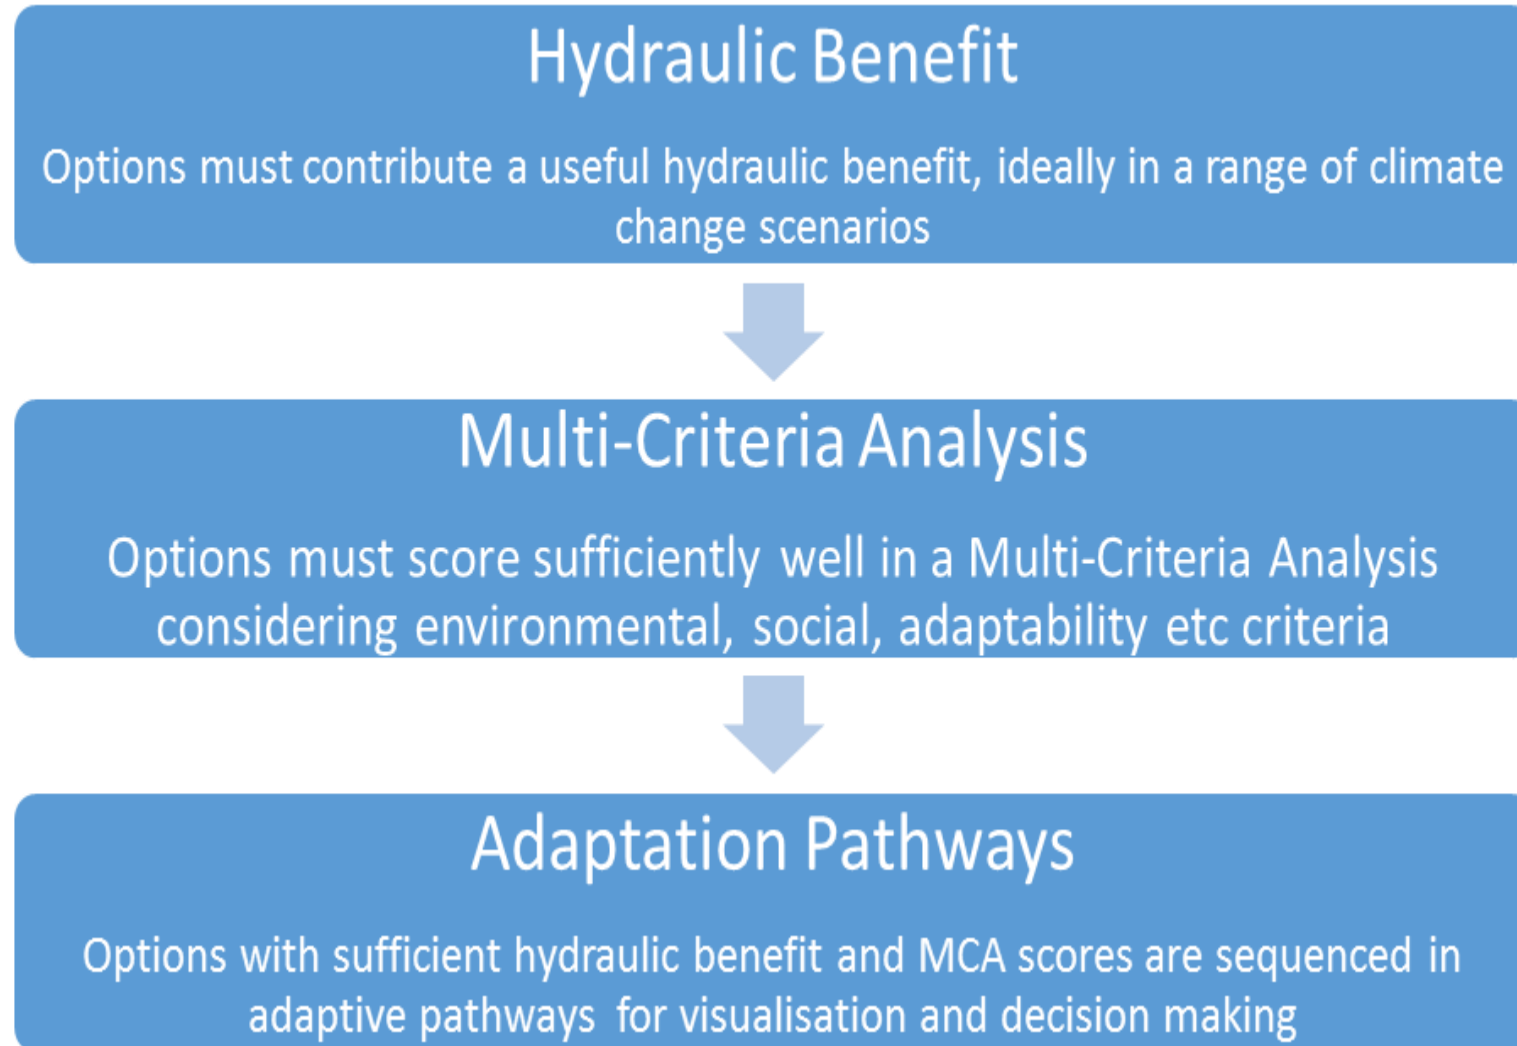 Hydraulic Benefit
Options must contribute a useful hydraulic benefit, ideally in a range of climate
change scenarios
Multi-Criteria Analysis
Options must score sufficiently well in a Multi-Criteria Analysis
considering environmental, social, adaptability etc criteria
Adaptation Pathways
Options with sufficient hydraulic benefit and MCA scores are sequenced in
adaptive pathways for visualisation and decision making